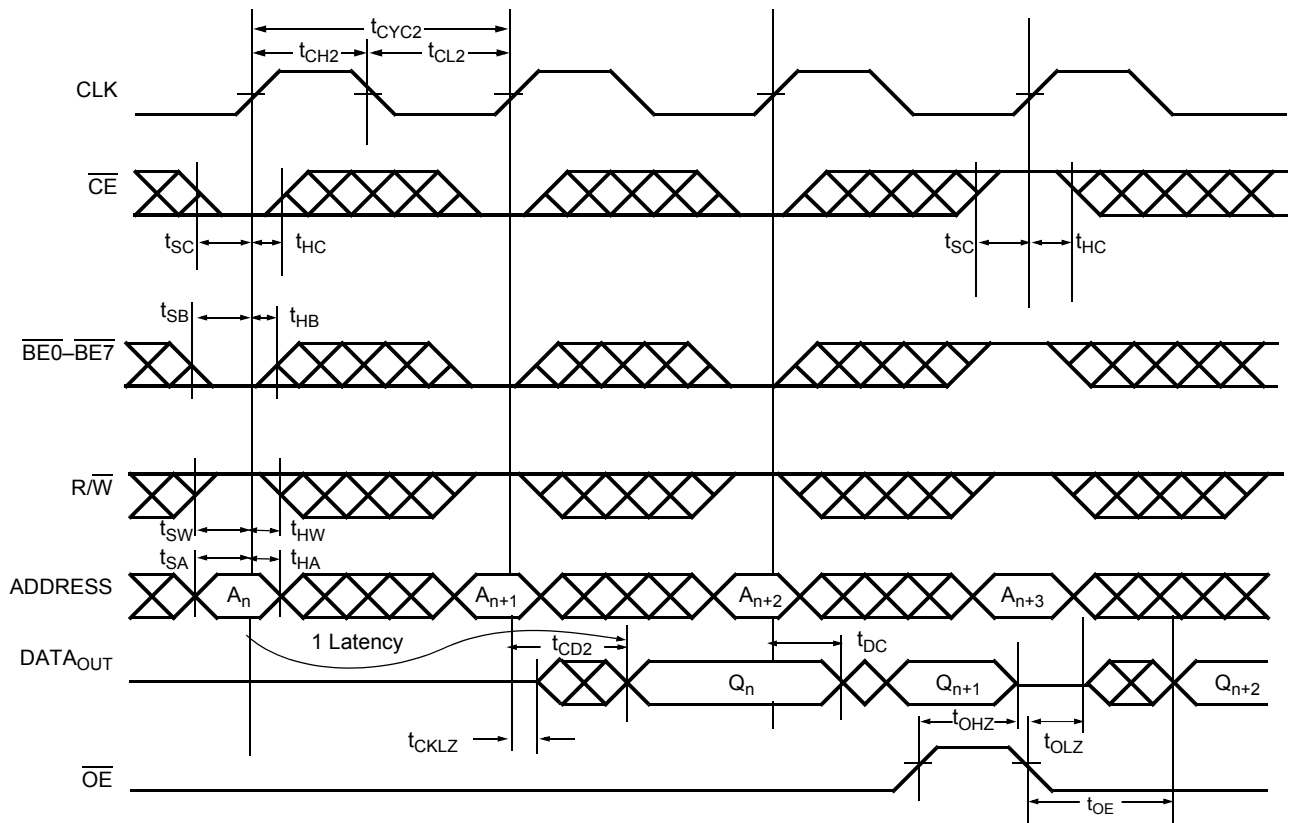 tCYC2
tCH2
tCL2
CLK
CE
tSC
tHC
tSC
tHC
tSB
tHB
BE0–BE7
R/W
tSW
tHW
tSA
tHA
ADDRESS
An
An+1
An+2
An+3
1 Latency
tCD2
tDC
DATAOUT
Qn
Qn+1
Qn+2
tOHZ
tCKLZ
tOLZ
OE
tOE